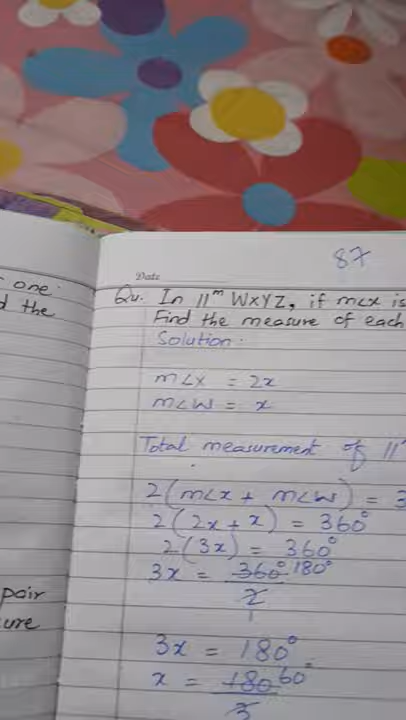 87
Date
one.
d the
Qu. In ||m WXYZ, if m∠x is
Find the measure of each
Solution.
m∠X = 2x
m∠W = x
Total measurement of ||
2(m∠x + m∠W) = 3
2(2x + x) = 360°
2(3x) = 360°
3x = 360° 180°
2
1
pair
ure
3x = 180°
x = 180 60
3